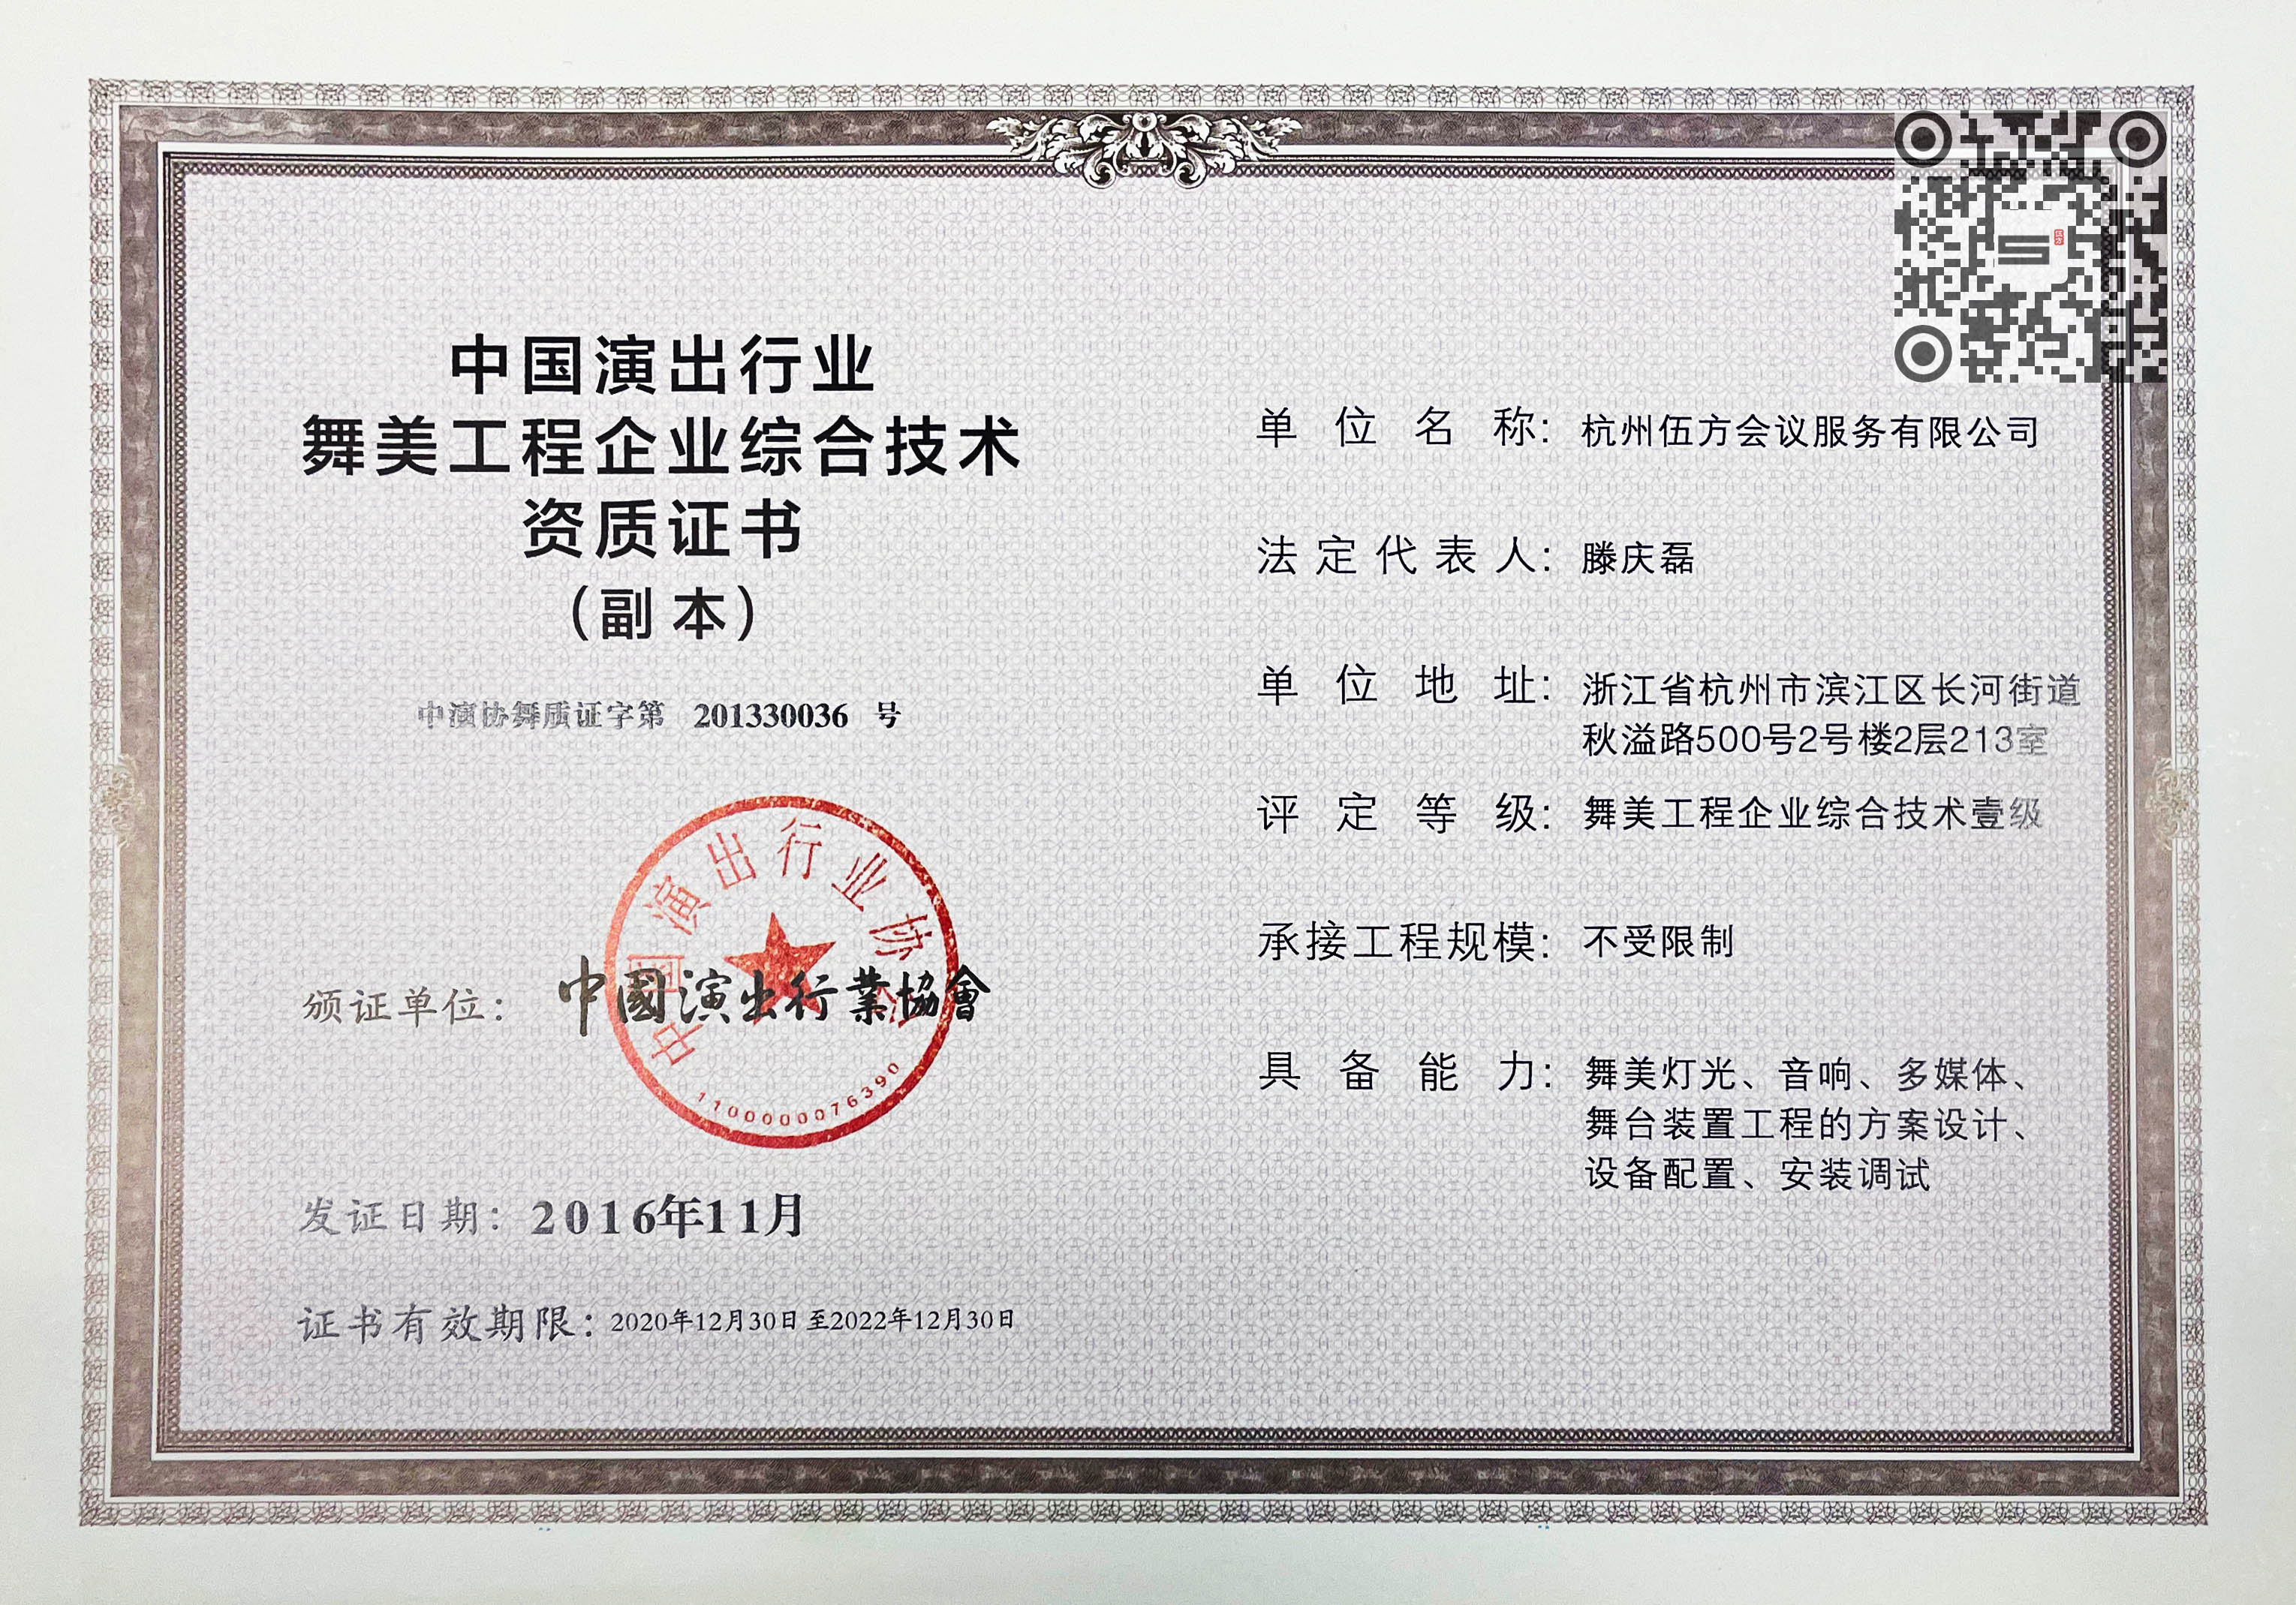 中国演出行业
舞美工程企业综合技术
资质证书
（副本）
中演协舞质证字第 201330036 号
颁证单位：
中國演出行業協會
中国演出行业协会
1100000076390
发证日期：2016年11月
证书有效期限：2020年12月30日至2022年12月30日
单位名称：杭州伍方会议服务有限公司
法定代表人：滕庆磊
单位地址：浙江省杭州市滨江区长河街道
秋溢路500号2号楼2层213室
评定等级：舞美工程企业综合技术壹级
承接工程规模：不受限制
具备能力：舞美灯光、音响、多媒体、
舞台装置工程的方案设计、
设备配置、安装调试